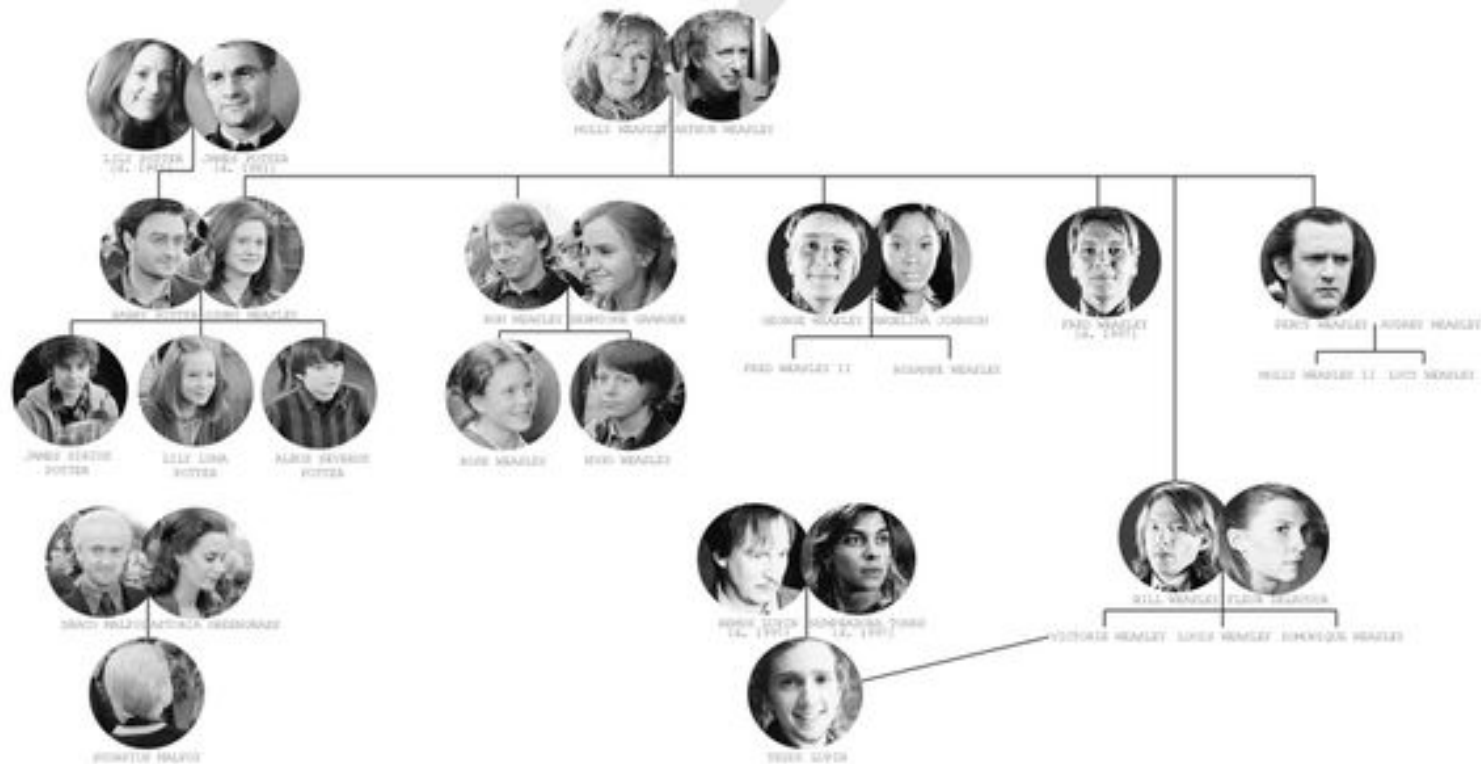 MOLLY WEASLEY ARTHUR WEASLEY
LILY POTTER JAMES POTTER
(d. 1981) (d. 1981)
HARRY POTTER GINNY WEASLEY
RON WEASLEY HERMIONE GRANGER
GEORGE WEASLEY ANGELINA JOHNSON
FRED WEASLEY
PERCY WEASLEY AUDREY WEASLEY
FRED WEASLEY II ROXANNE WEASLEY
MOLLY WEASLEY II LUCY WEASLEY
JAMES SIRIUS
POTTER
LILY LUNA
POTTER
ALBUS SEVERUS
POTTER
ROSE WEASLEY HUGO WEASLEY
DRACO MALFOY ASTORIA GREENGRASS
REMUS LUPIN NYMPHADORA TONKS
BILL WEASLEY FLEUR DELACOUR
VICTOIRE WEASLEY LOUIS WEASLEY DOMINIQUE WEASLEY
SCORPIUS MALFOY
TEDDY LUPIN